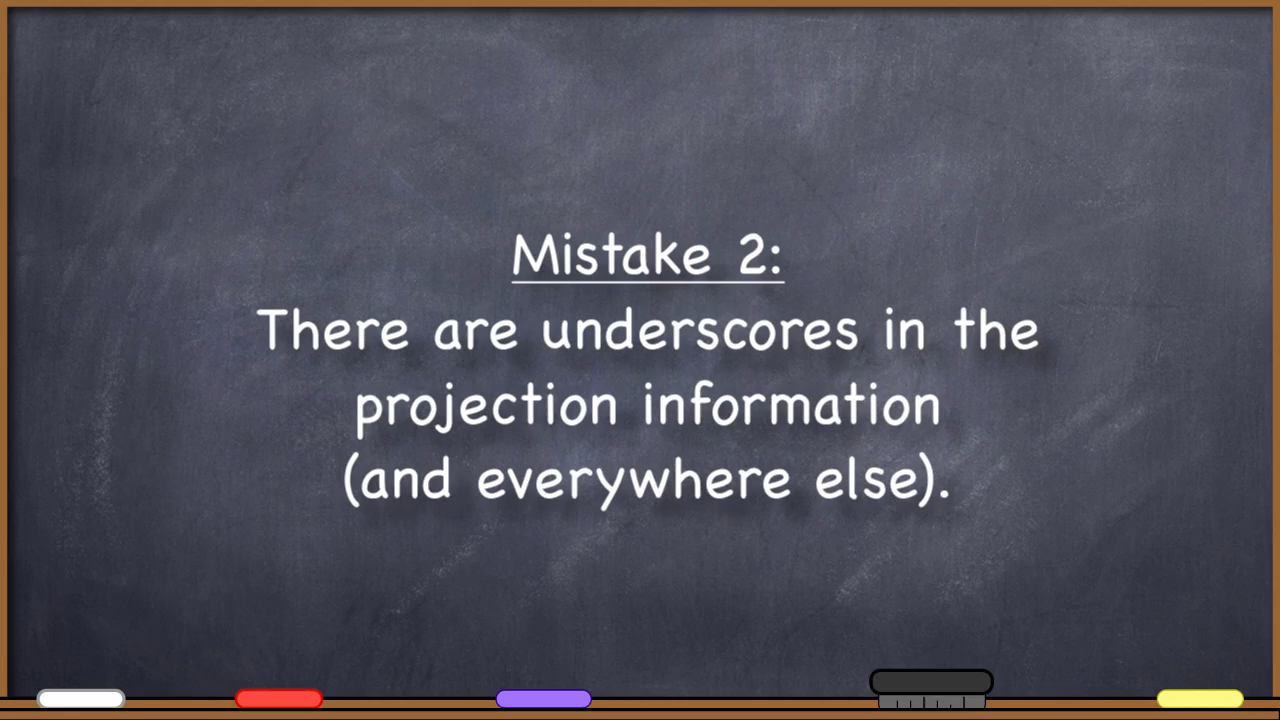 Mistake 2:
There are underscores in the
projection information
(and everywhere else).